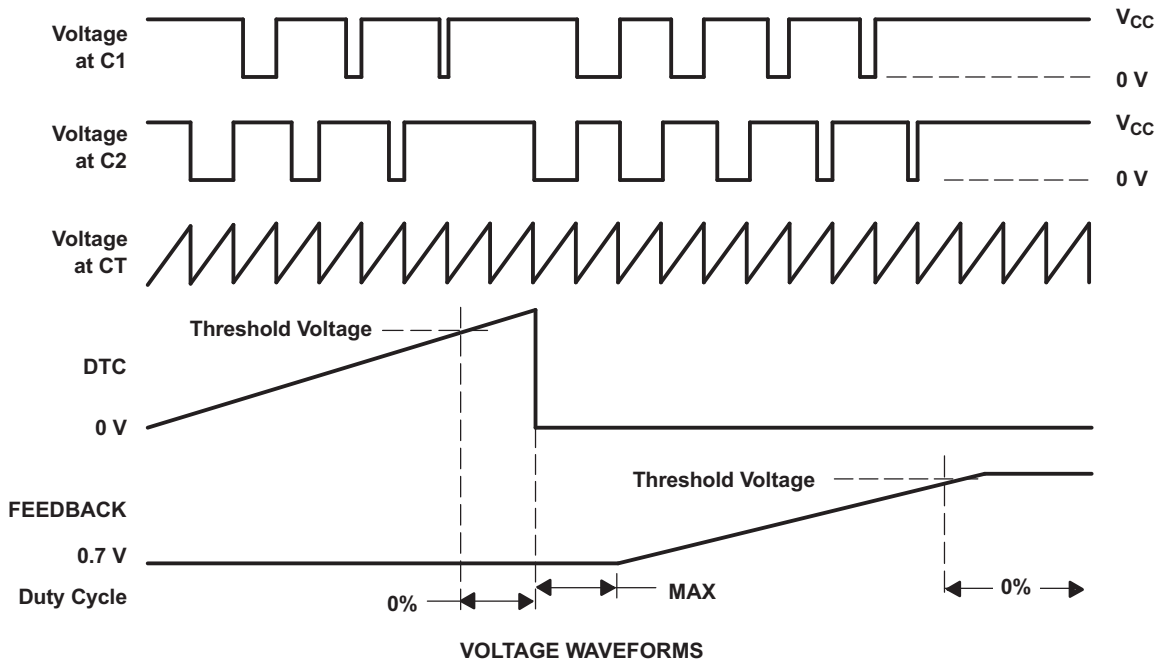 Voltage
at C1
VCC
0 V
Voltage
at C2
VCC
0 V
Voltage
at CT
Threshold Voltage
DTC
0 V
Threshold Voltage
FEEDBACK
0.7 V
Duty Cycle
0%
MAX
0%
VOLTAGE WAVEFORMS